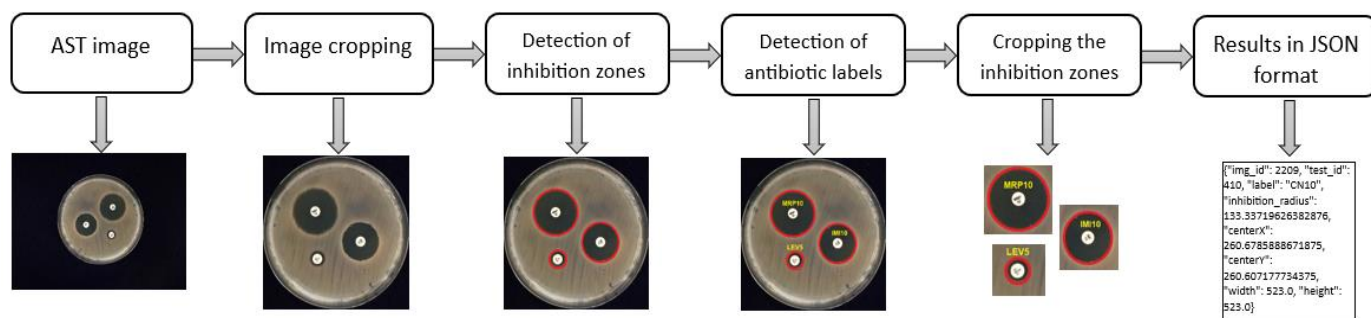 AST image
Image cropping
Detection of
inhibition zones
Detection of
antibiotic labels
Cropping the
inhibition zones
Results in JSON
format
MRP10
IMI10
LEV5
MRP10
IMI10
LEV5
{"img_id": 2209, "test_id":
410, "label": "CN10",
"inhibition_radius":
133.33719626382876,
"centerX":
260.6785888671875,
"centerY":
260.607177734375,
"width": 523.0, "height":
523.0}